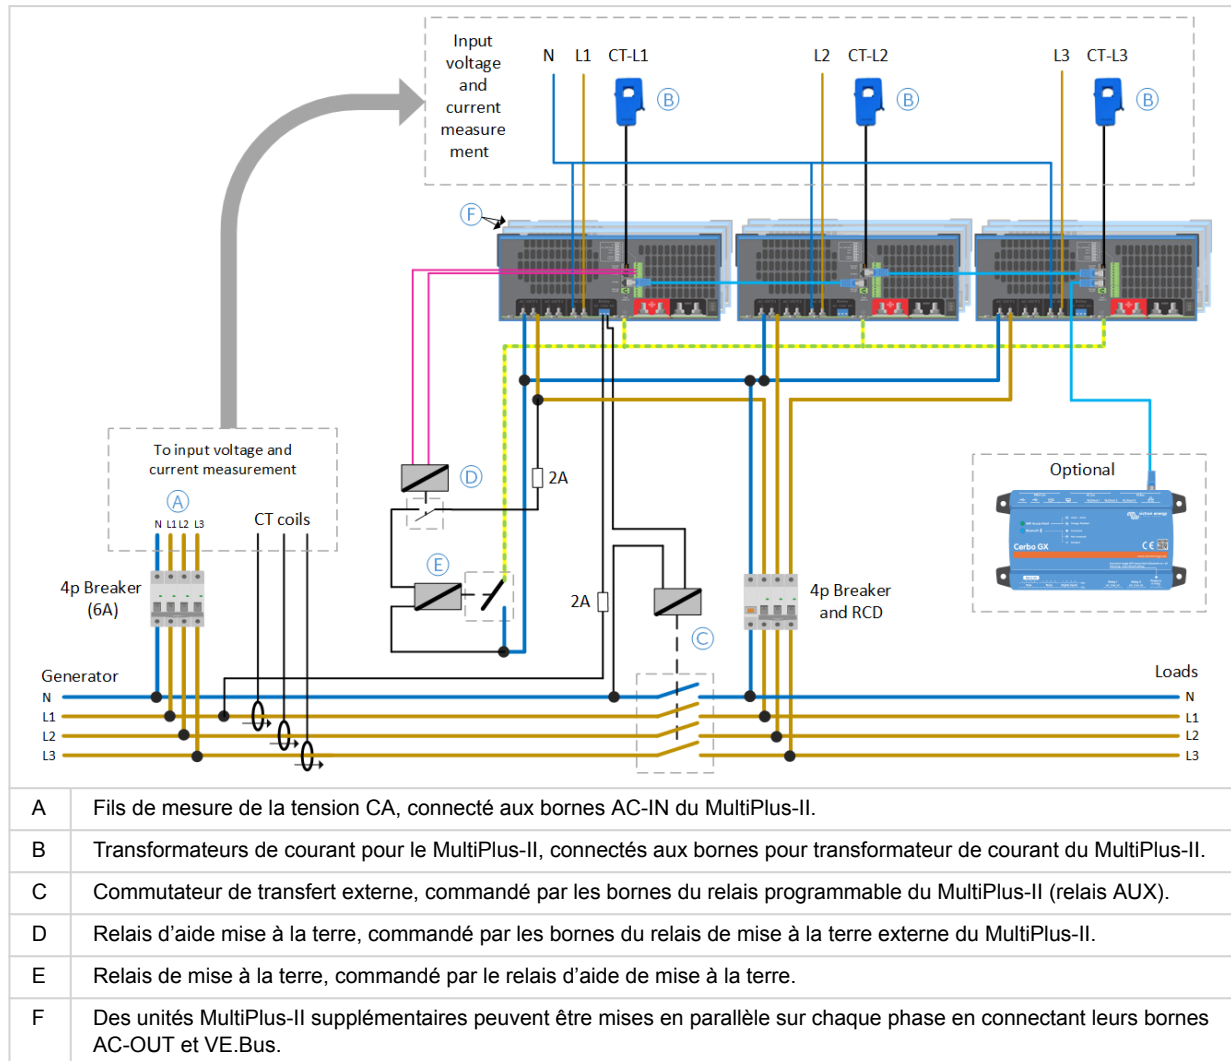 Input
voltage
and
current
measure
ment
N L1 CT-L1
L2 CT-L2
L3 CT-L3
B
B
B
F
To input voltage and
current measurement
A
N L1 L2 L3
CT coils
4p Breaker
(6A)
D
2A
E
2A
C
4p Breaker
and RCD
Optional
victron energy
Cerbo GX
Generator
N
L1
L2
L3
Loads
N
L1
L2
L3
A Fils de mesure de la tension CA, connecté aux bornes AC-IN du MultiPlus-II.
B Transformateurs de courant pour le MultiPlus-II, connectés aux bornes pour transformateur de courant du MultiPlus-II.
C Commutateur de transfert externe, commandé par les bornes du relais programmable du MultiPlus-II (relais AUX).
D Relais d’aide mise à la terre, commandé par les bornes du relais de mise à la terre externe du MultiPlus-II.
E Relais de mise à la terre, commandé par le relais d’aide de mise à la terre.
F Des unités MultiPlus-II supplémentaires peuvent être mises en parallèle sur chaque phase en connectant leurs bornes
AC-OUT et VE.Bus.